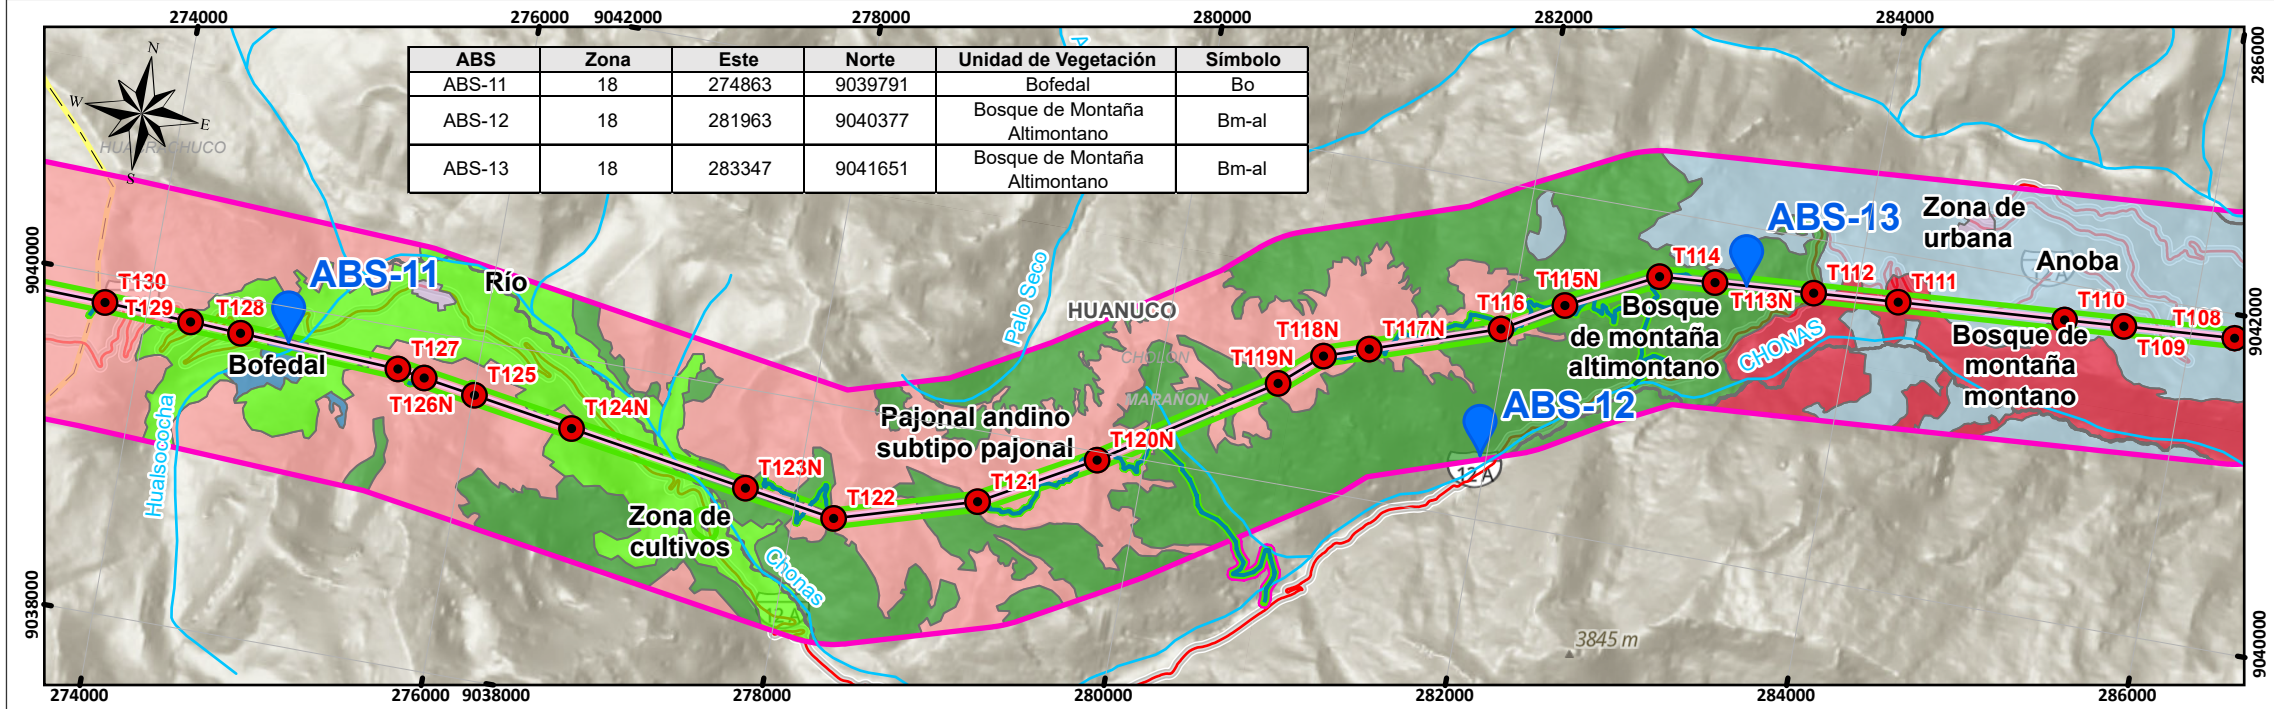 274000 276000 9042000 278000 280000 282000 284000
286000
N
W
E
S
HUACRACHUCO
ABS Zona Este Norte Unidad de Vegetación Símbolo
ABS-11 18 274863 9039791 Bofedal Bo
ABS-12 18 281963 9040377 Bosque de Montaña Altimontano Bm-al
ABS-13 18 283347 9041651 Bosque de Montaña Altimontano Bm-al
9040000
9038000
9042000
9040000
ABS-11
ABS-12
ABS-13
T130
T129
T128
T127
T126N
T125
T124N
T123N
T122
T121
T120N
T119N
T118N
T117N
T116
T115N
T114
T113N
T112
T111
T110
T109
T108
Río
Bofedal
Hualsococha
Zona de
cultivos
Chonas
12 A
Pajonal andino
subtipo pajonal
Palo Seco
HUANUCO
CHOLON
MARAÑON
Bosque
de montaña
altimontano
CHONAS
12 A
Zona de
urbana
Anoba
Bosque de
montaña
montano
3845 m
274000 276000 9038000 278000 280000 282000 284000 286000